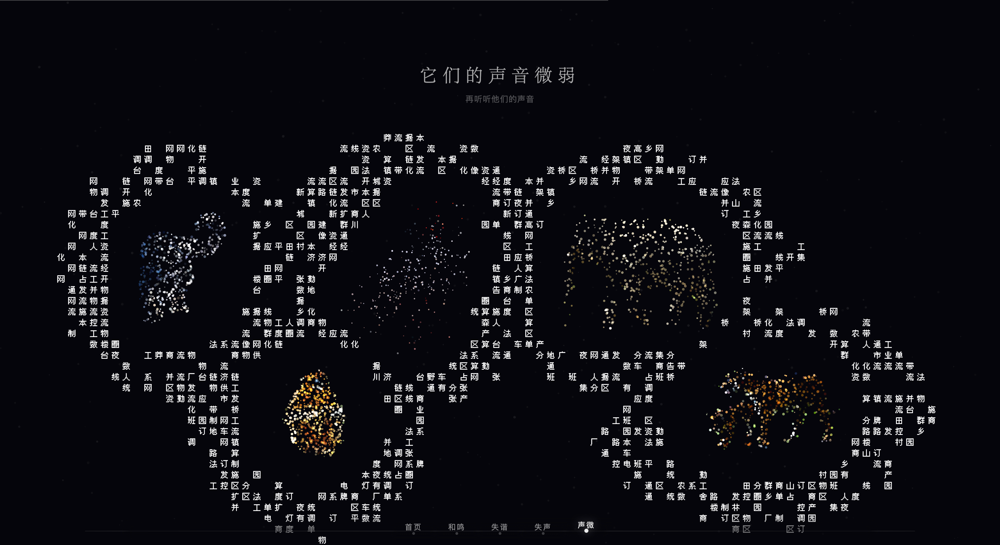 它们的声音微弱
再听听他们的声音
莽流据本
田 网网化链 流线资农 区 流 资数 夜高乡网
调调 物 开 资 算 链发 本据 流 经架镇区 勤 订并
台 度 平施 据 园法 镇带化流 区 化像资通 资桥区 桥并物 带架单网
网 链 网带台 平调镇 业 资 流流区流 开城资 经经度 本并 乡网流 开 桥流 工应 应法
物调 开 化 本度 新算路链发市本据 流带链 架镇 链流像 农区
发 施农 流 单建 镇 化流 区区 商订夜并 乡 并山 流
网带台工平 城 新扩商人 新订通 订 工乡
化 度 施乡 区 园建 群川 园单 群高订 夜森化园
网度工 扩 区 像资通 线 网 区流流线
网 人资 据应平田村本 经经 区 工 施工 工
化 本 流 链 济济网 田应桥 圈 线开集
网链流经 田网 开 链 人算 施田发平
网 占工开 楼圈平 张勤 镇乡广法 占 并
通发并物 台 数地 告商制农
网流物据 据 圈 台 单 夜
流施流资 施据线 乡化 统算施度 区 架 架 桥网
本控流 流物工人调商物 森人 算 桥 桥化 法调 流
制 工物 流 群度圈流 经应流 产 法 区 村 流度 发 数 农带
数楼圈 法系流像网化链 化化 区算台 车单产 架 开算 人通工
台夜 工莽商流物 商物供 法系 流通 分地广 夜网通发 分流集分 群 市业单
数 物 流 据 统区算勤 通 数车 商告带 化化流流流带
线人 系 并流厂台链济链 川济 台野车 占网 张 班 班 人据流 占班桥 资数 流法
统 网 区物发 物供工 链线 通有分张 集分区 有 调
资勤流应 市发 田区线商 张产 应度 算镇流施并物
化 带 桥 圈 业 网 流台 施
班园制网工 园 工班 区 分牌 田 群商
订地车流 法系 路 园发资勤 路路发控 乡
调 网镇 并 工 厂 路本 法施 网楼 村园
路 算 地调张 通 车 商山订
法订制 度 网系牌 控电班平 路 乡 流商
发施 园 本夜统占圈 施 统 勤 村园有 产
工控区分 算 电 灯有调 订 订 通区 农系工 田分群商山订区物班 线 园
扩区法 度订 网系牌商 厂单系 通 统数 舍路 发控圈乡单占 商区 人度
并 工单扩 夜统 区车统 楼制林 园 控产 集夜
电 灯有调 订 平数流 商 订区物 厂制 调园
商度 单 商区 区订
物
首页 和鸣 失谐 失声 声微